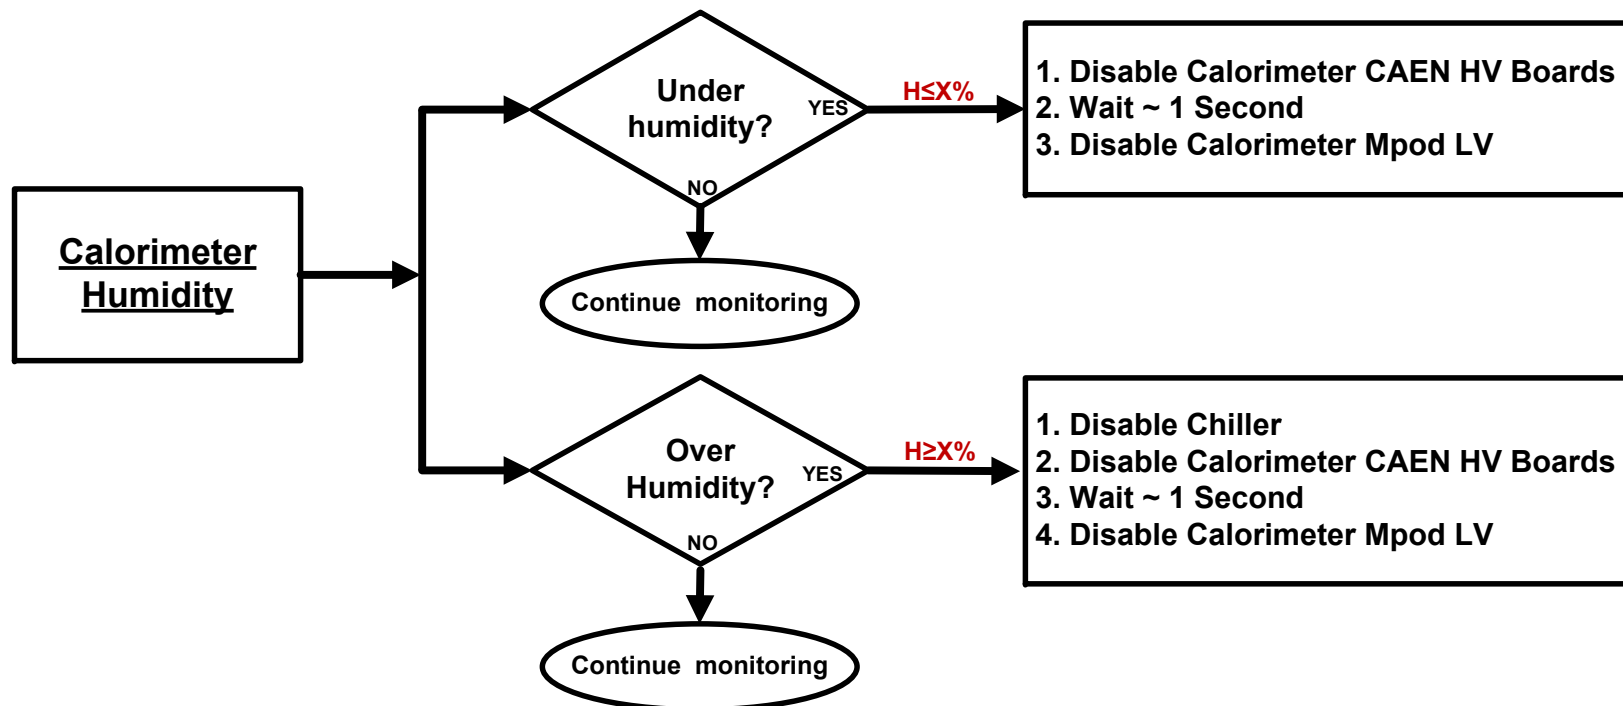 Calorimeter
Humidity
Under
humidity?
YES
NO
H≤X%
1. Disable Calorimeter CAEN HV Boards
2. Wait ~ 1 Second
3. Disable Calorimeter Mpod LV
Continue monitoring
Over
Humidity?
YES
NO
H≥X%
1. Disable Chiller
2. Disable Calorimeter CAEN HV Boards
3. Wait ~ 1 Second
4. Disable Calorimeter Mpod LV
Continue monitoring